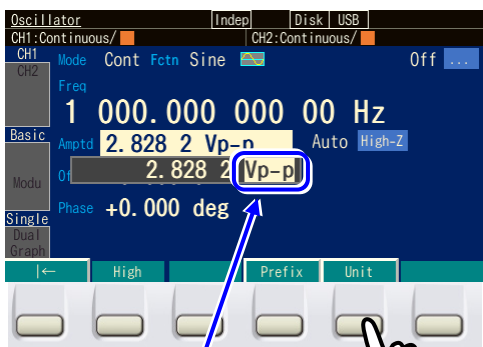 Oscillator Indep Disk USB
CH1:Continuous/ CH2:Continuous/
CH1 Mode Cont Fctn Sine Off ...
CH2
Freq
1 000.000 000 00 Hz
Basic Amptd 2.828 2 Vp-p Auto High-Z
2.828 2 Vp-p
Modu
Phase +0.000 deg
Single
Dual
Graph
|← High Prefix Unit